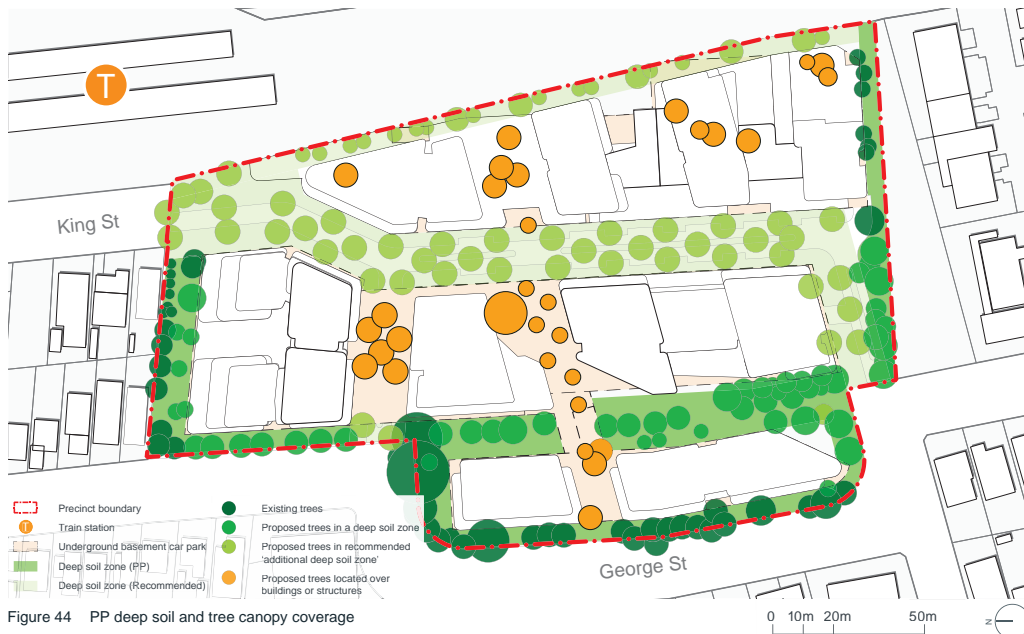 T
King St
George St
Precinct boundary
T Train station
Underground basement car park
Deep soil zone (PP)
Deep soil zone (Recommended)
Existing trees
Proposed trees in a deep soil zone
Proposed trees in recommended
'additional deep soil zone'
Proposed trees located over
buildings or structures
Figure 44 PP deep soil and tree canopy coverage
0 10m 20m 50m
N